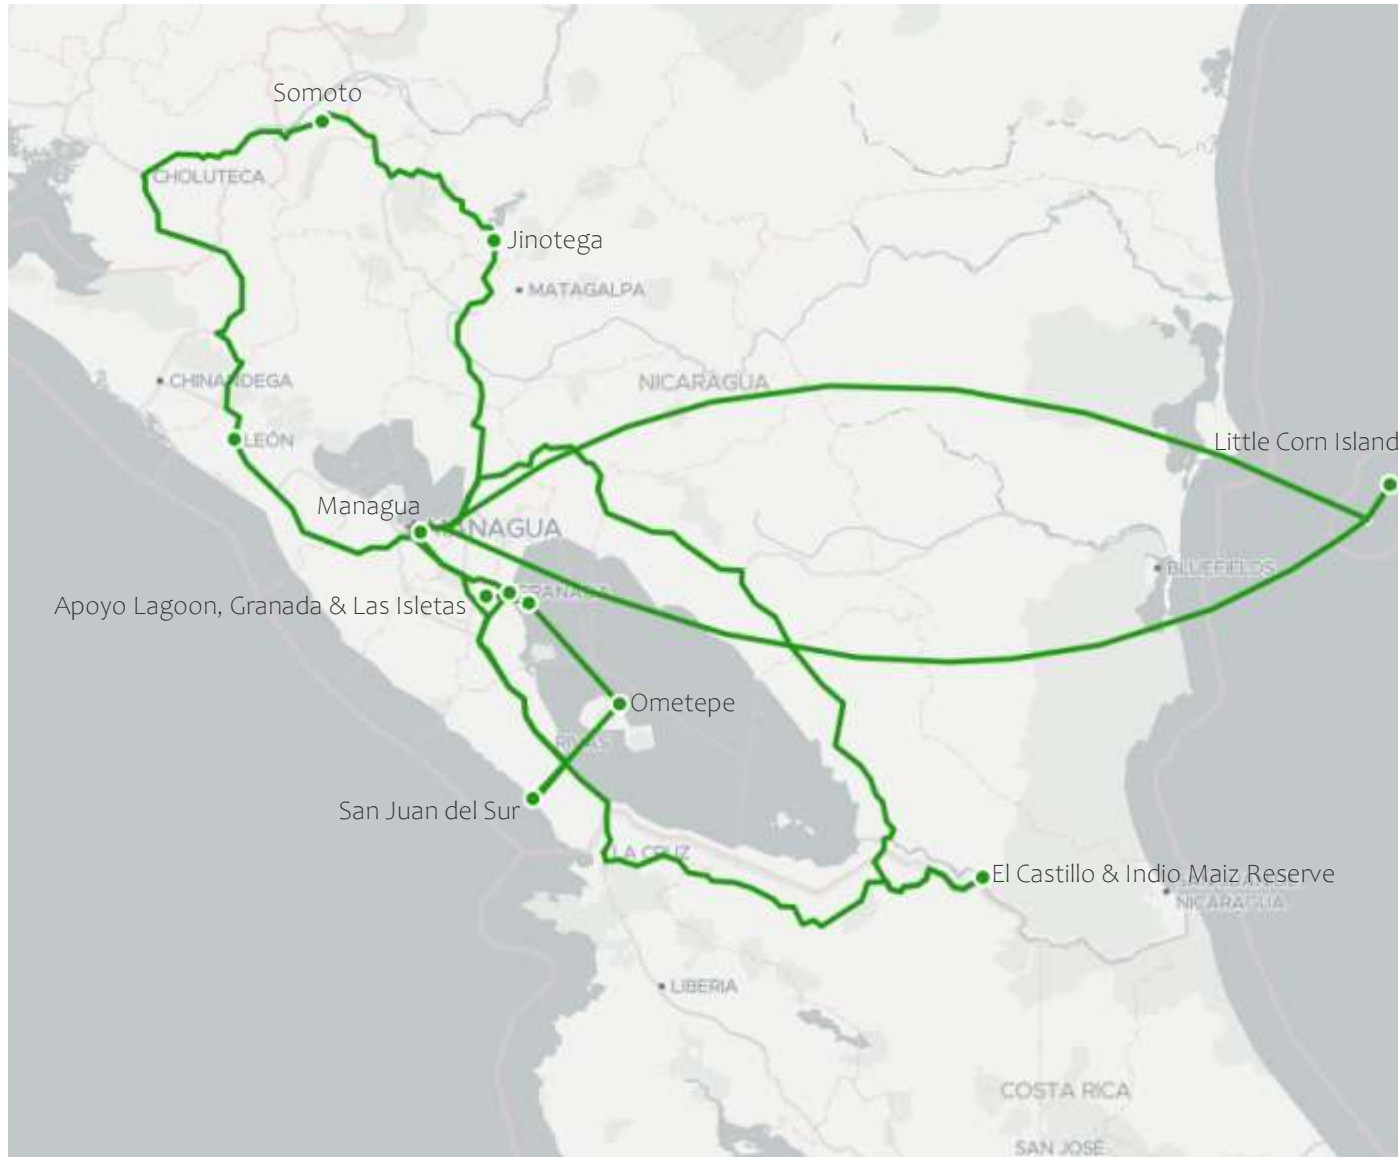 Somoto
CHOLUTECA
Jinotega
MATAGALPA
CHINANDEGA
NICARAGUA
LEÓN
Little Corn Island
Managua
MANAGUA
BLUEFIELDS
GRANADA
Apoyo Lagoon, Granada & Las Isletas
Ometepe
RIVAS
San Juan del Sur
LA CRUZ
El Castillo & Indio Maiz Reserve
NICARAGUA
LIBERIA
COSTA RICA
SAN JOSÉ